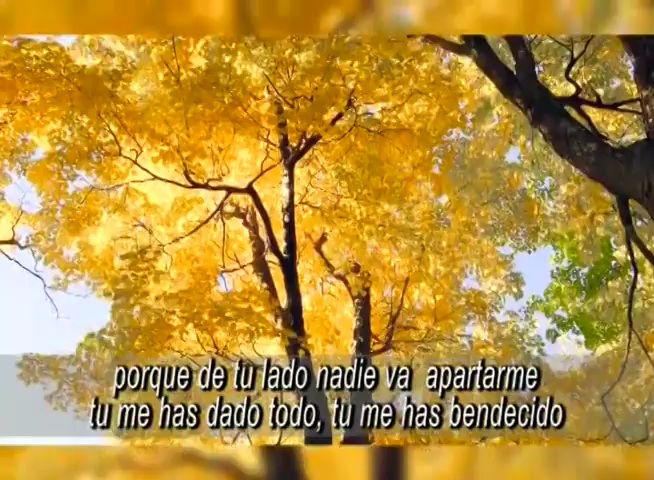 porque de tu lado nadie va apartarme
tu me has dado todo, tu me has bendecido